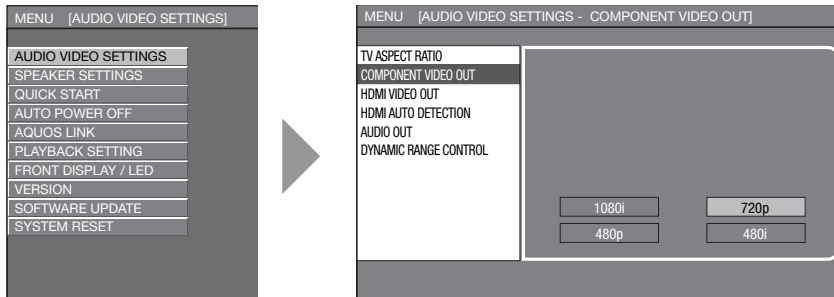 MENU [AUDIO VIDEO SETTINGS]
AUDIO VIDEO SETTINGS
SPEAKER SETTINGS
QUICK START
AUTO POWER OFF
AQUOS LINK
PLAYBACK SETTING
FRONT DISPLAY / LED
VERSION
SOFTWARE UPDATE
SYSTEM RESET
MENU [AUDIO VIDEO SETTINGS - COMPONENT VIDEO OUT]
TV ASPECT RATIO
COMPONENT VIDEO OUT
HDMI VIDEO OUT
HDMI AUTO DETECTION
AUDIO OUT
DYNAMIC RANGE CONTROL
1080i 720p
480p 480i